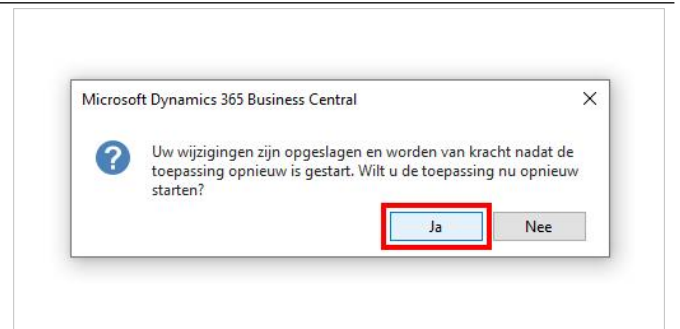 Microsoft Dynamics 365 Business Central
Uw wijzigingen zijn opgeslagen en worden van kracht nadat de
toepassing opnieuw is gestart. Wilt u de toepassing nu opnieuw
starten?
Ja Nee